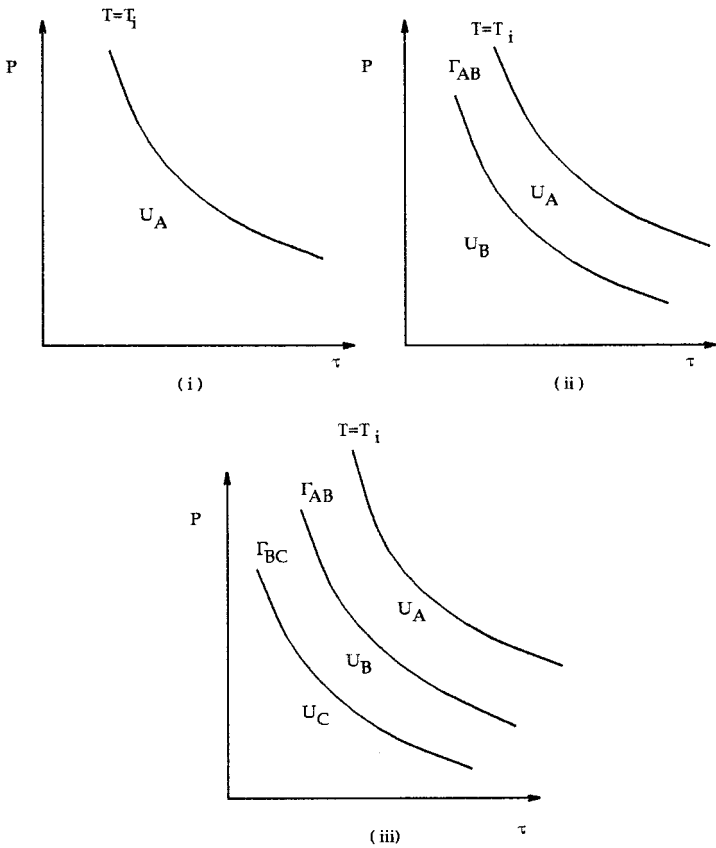 T=T_i
P
U_A
τ
(i)
T=T_i
Γ_AB
P
U_A
U_B
τ
(ii)
T=T_i
Γ_AB
P
Γ_BC
U_A
U_B
U_C
τ
(iii)